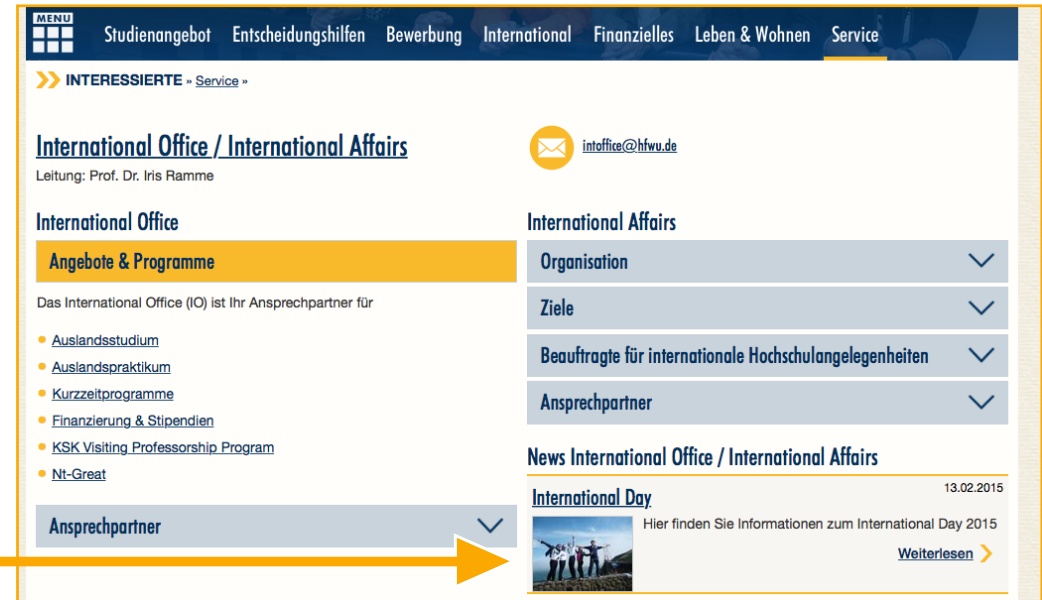 MENU
Studienangebot Entscheidungshilfen Bewerbung International Finanzielles Leben & Wohnen Service
INTERESSIERTE » Service »
International Office / International Affairs
Leitung: Prof. Dr. Iris Ramme
intoffice@hfwu.de
International Office
Angebote & Programme
Das International Office (IO) ist Ihr Ansprechpartner für
Auslandsstudium
Auslandspraktikum
Kurzzeitprogramme
Finanzierung & Stipendien
KSK Visiting Professorship Program
Nt-Great
Ansprechpartner
International Affairs
Organisation
Ziele
Beauftragte für internationale Hochschulangelegenheiten
Ansprechpartner
News International Office / International Affairs
13.02.2015
International Day
Hier finden Sie Informationen zum International Day 2015
Weiterlesen